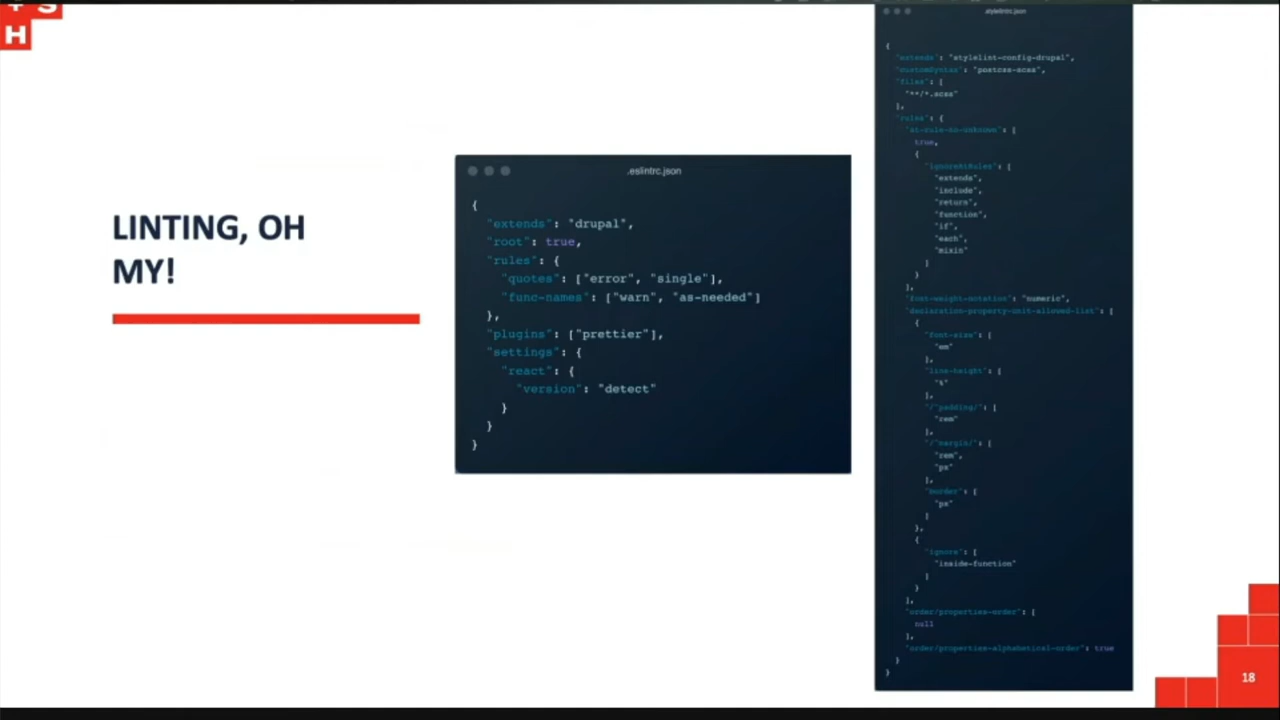 + S
H
LINTING, OH
MY!
.eslintrc.json
{
"extends": "drupal",
"root": true,
"rules": {
"quotes": ["error", "single"],
"func-names": ["warn", "as-needed"]
},
"plugins": ["prettier"],
"settings": {
"react": {
"version": "detect"
}
}
}
.stylelintrc.json
{
"extends": "stylelint-config-drupal",
"customSyntax": "postcss-scss",
"files": [
"**/*.scss"
],
"rules": {
"at-rule-no-unknown": [
true,
{
"ignoreAtRules": [
"extends",
"include",
"return",
"function",
"if",
"each",
"mixin"
]
}
],
"font-weight-notation": "numeric",
"declaration-property-unit-allowed-list": [
{
"font-size": [
"em"
],
"line-height": [
"%"
],
"/^padding/": [
"rem"
],
"/^margin/": [
"rem",
"px"
],
"border": [
"px"
]
},
{
"ignore": [
"inside-function"
]
}
],
"order/properties-order": [
null
],
"order/properties-alphabetical-order": true
}
}
18